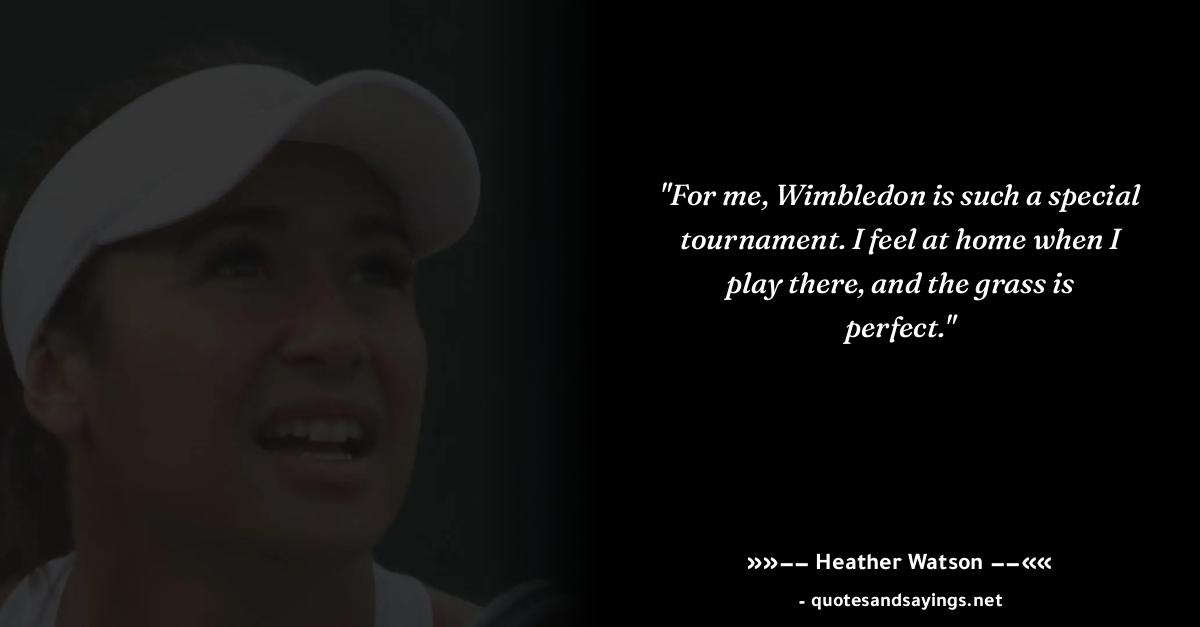 "For me, Wimbledon is such a special
tournament. I feel at home when I
play there, and the grass is
perfect."
»»−− Heather Watson −−««
- quotesandsayings.net